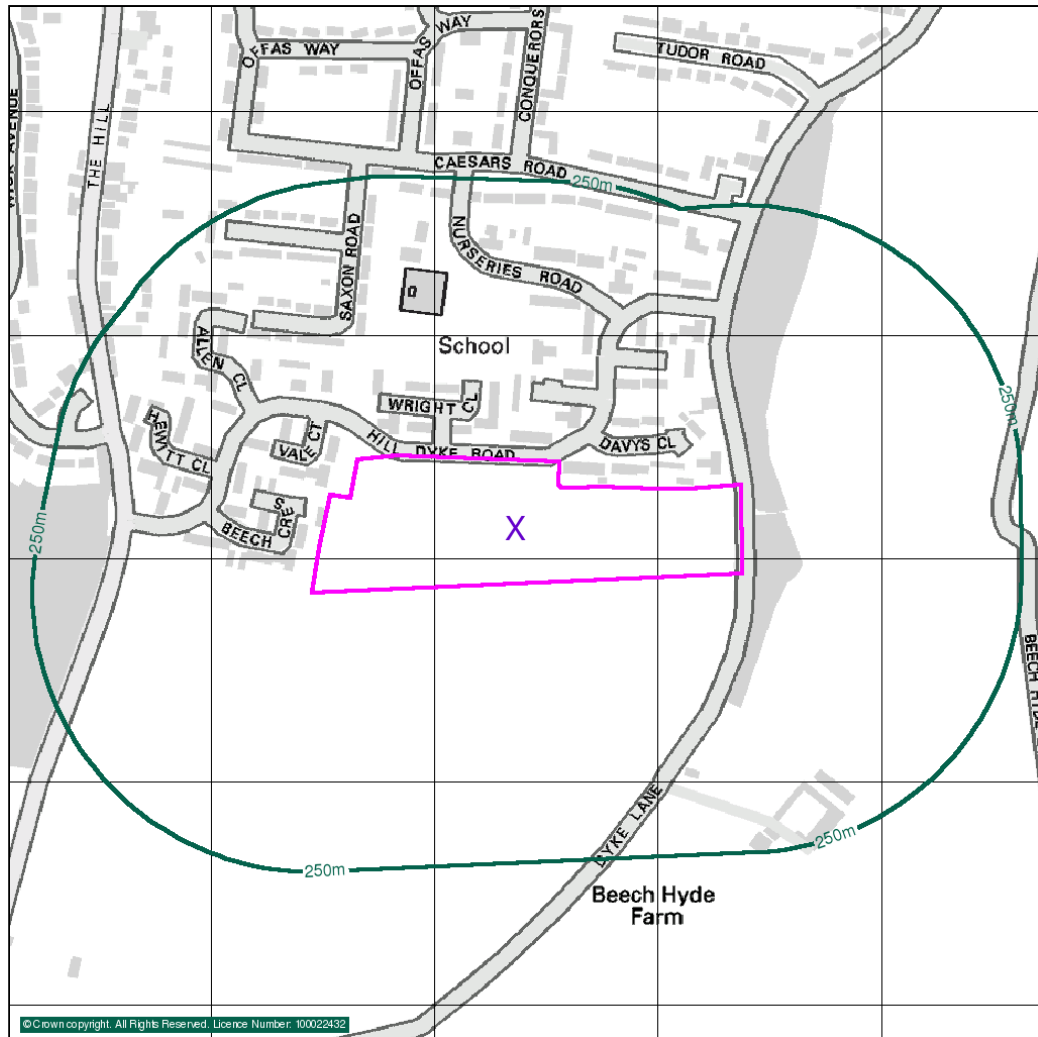 OFFAS WAY
OFFAS WAY
CONQUERORS
TUDOR ROAD
THE HILL
CAESARS ROAD
250m
SAXON ROAD
NURSERIES ROAD
School
ALLEN CL
WRIGHT CL
250m
HEWITT CL
VALE CT
HILL DYKE ROAD
DAVYS CL
BEECH CRES
X
250m
BEECH HYDE
DYKE LANE
250m
250m
Beech Hyde
Farm
© Crown copyright. All Rights Reserved. Licence Number: 100022432